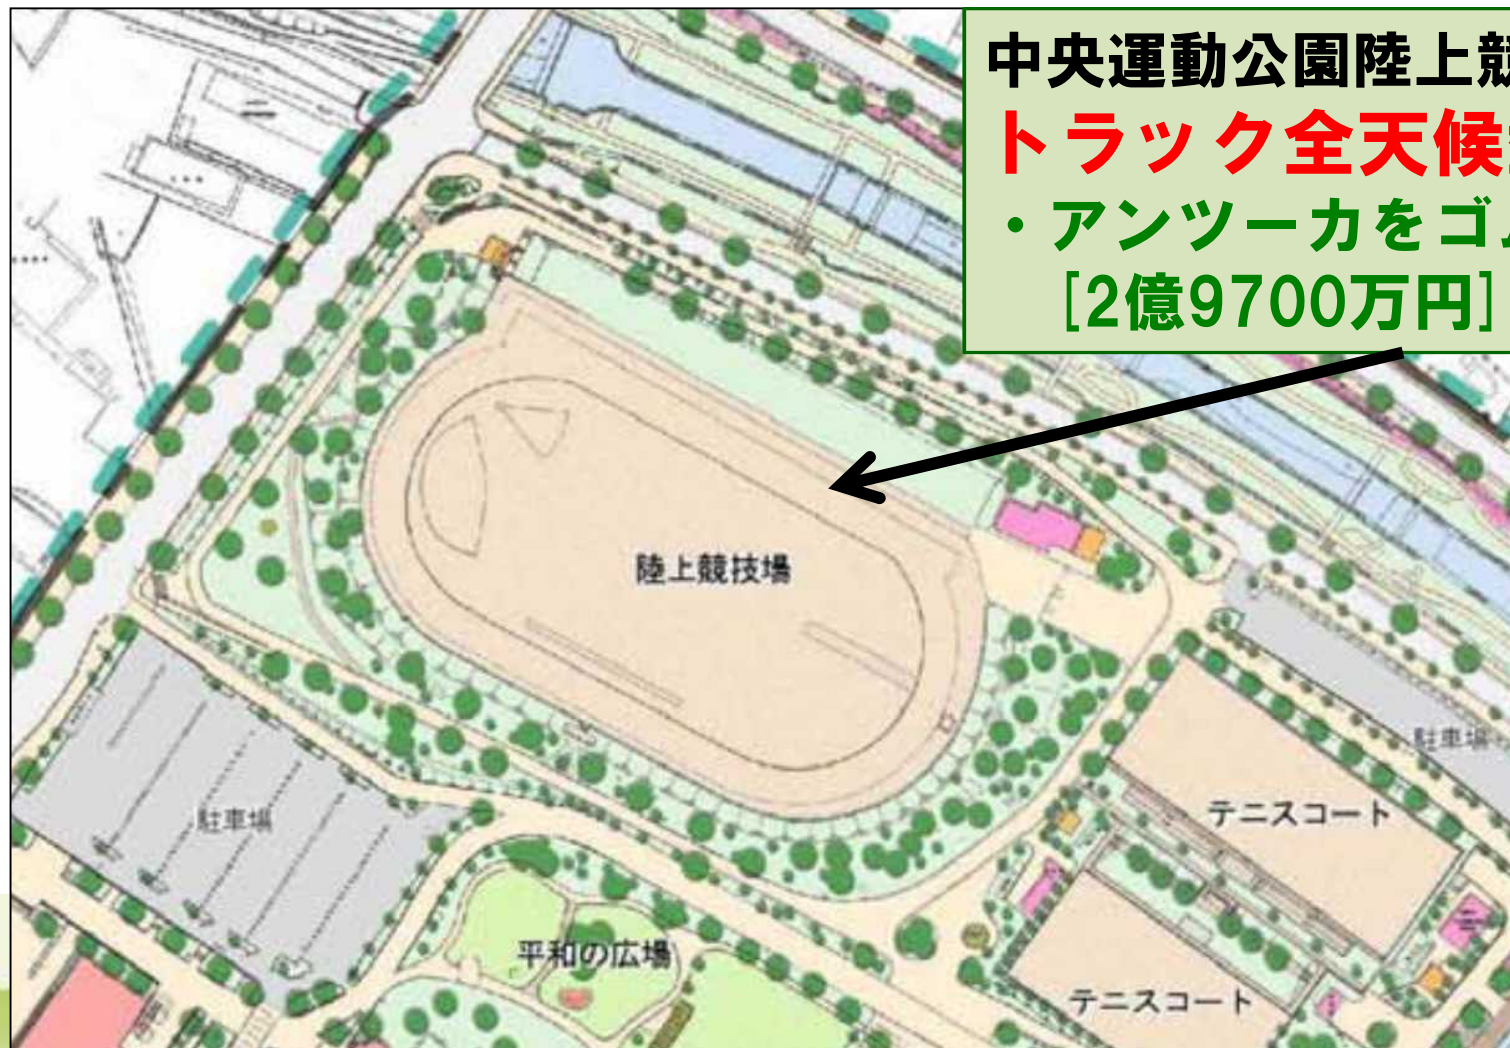 中央運動公園陸上競
トラック全天候
・アンツーカをゴム
[2億9700万円]
陸上競技場
駐車場
テニスコート
駐車場
平和の広場
テニスコート